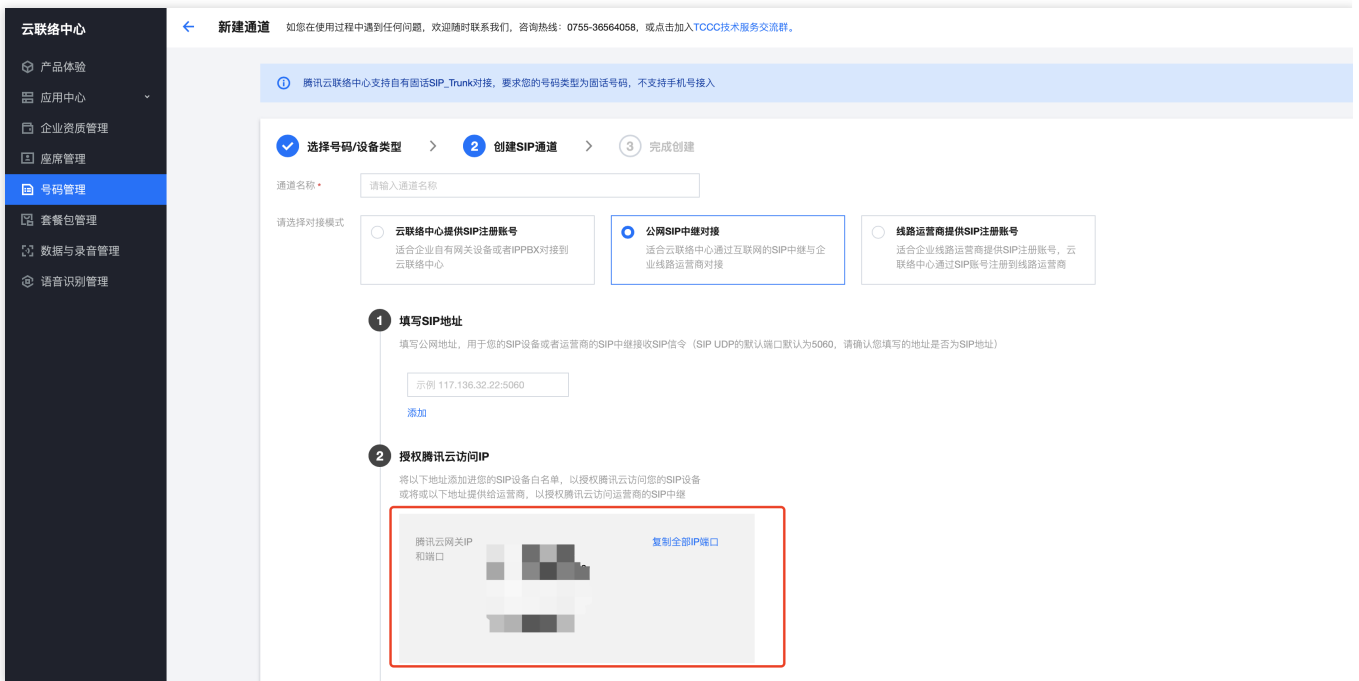 云联络中心
产品体验
应用中心
企业资质管理
座席管理
号码管理
套餐包管理
数据与录音管理
语音识别管理
新建通道 如您在使用过程中遇到任何问题，欢迎随时联系我们，咨询热线：0755-36564058，或点击加入TCCC技术服务交流群。
腾讯云联络中心支持自有固话SIP_Trunk对接，要求您的号码类型为固话号码，不支持手机号接入
选择号码/设备类型 2 创建SIP通道 3 完成创建
通道名称 * 请输入通道名称
请选择对接模式
云联络中心提供SIP注册账号
适合企业自有网关设备或者IPPBX对接到
云联络中心
公网SIP中继对接
适合云联络中心通过互联网的SIP中继与企
业线路运营商对接
线路运营商提供SIP注册账号
适合企业线路运营商提供SIP注册账号，云
联络中心通过SIP账号注册到线路运营商
1 填写SIP地址
填写公网地址，用于您的SIP设备或者运营商的SIP中继接收SIP信令（SIP UDP的默认端口默认为5060，请确认您填写的地址是否为SIP地址）
示例 117.136.32.22:5060
添加
2 授权腾讯云访问IP
将以下地址添加进您的SIP设备白名单，以授权腾讯云访问您的SIP设备
或将或以下地址提供给运营商，以授权腾讯云访问运营商的SIP中继
腾讯云网关IP
和端口
复制全部IP端口